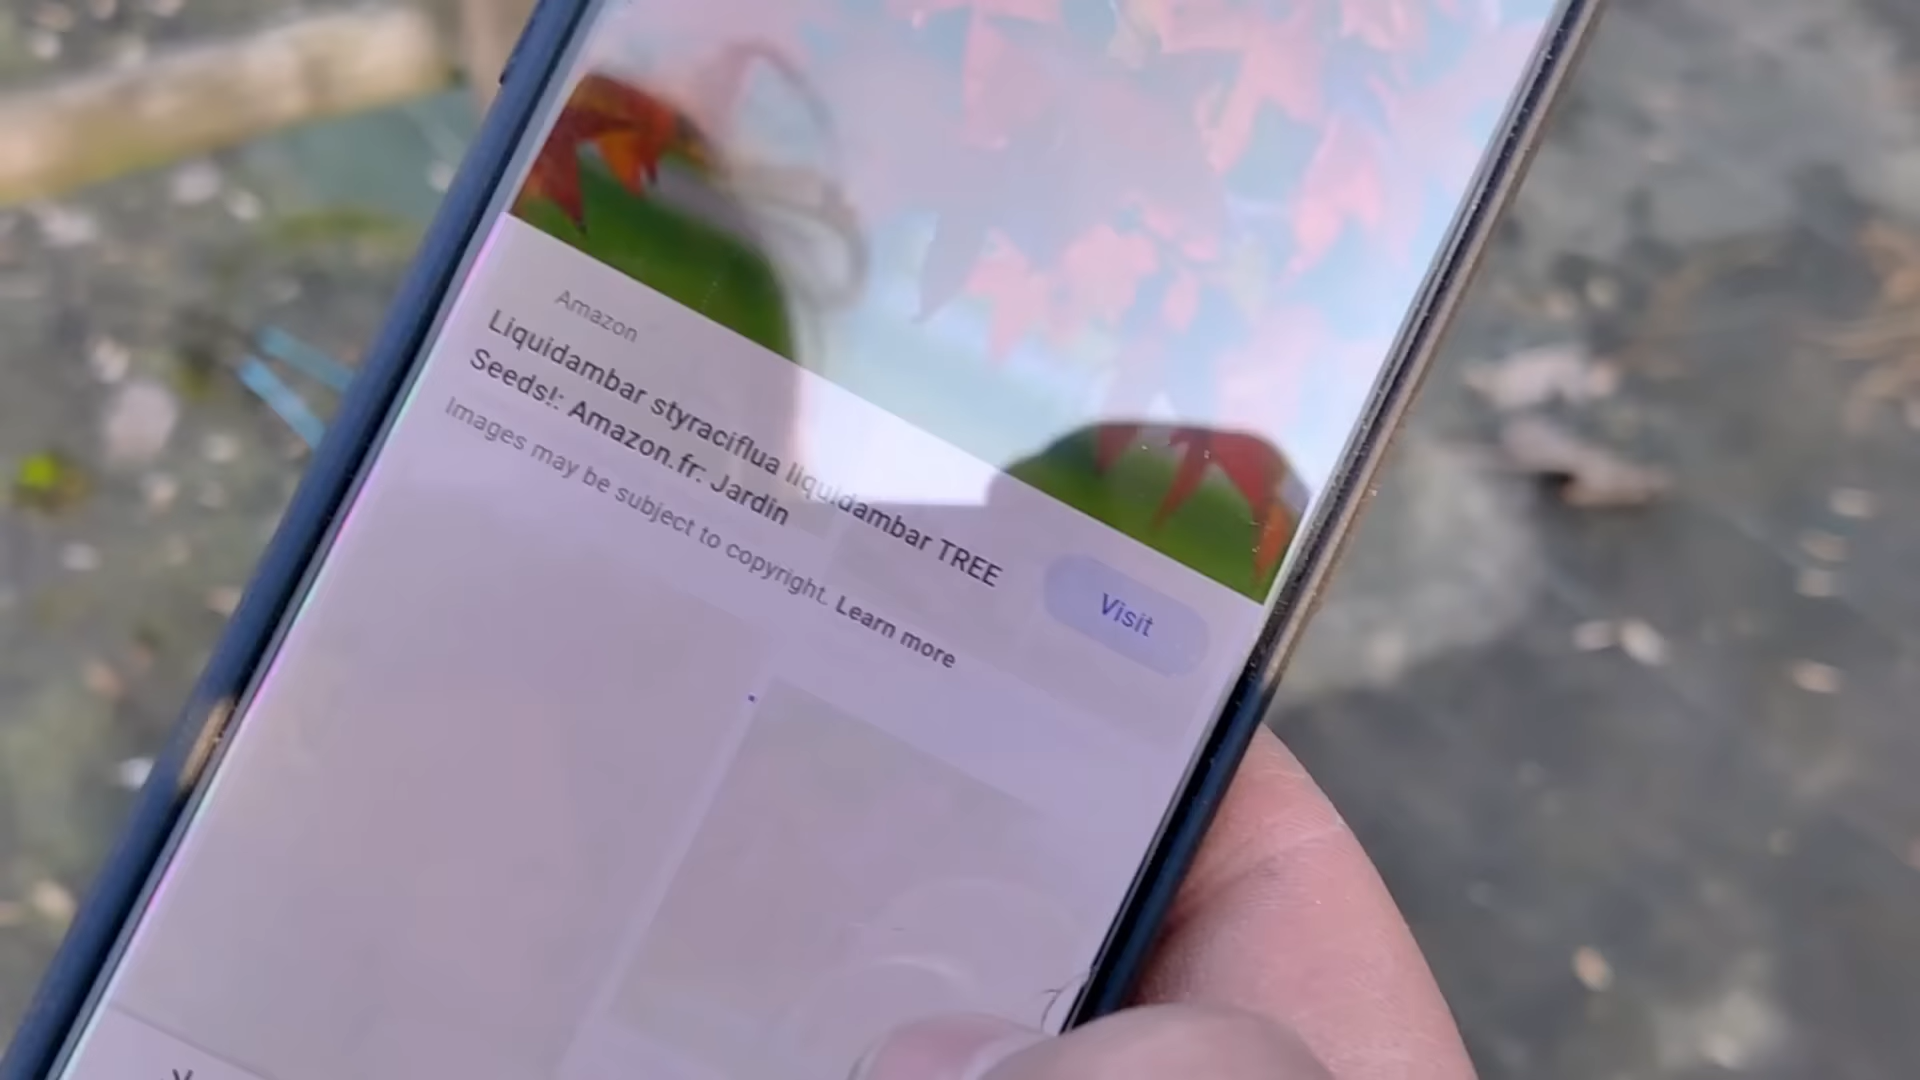 Amazon
Liquidambar styraciflua liquidambar TREE
Seeds!: Amazon.fr: Jardin
Images may be subject to copyright. Learn more
Visit